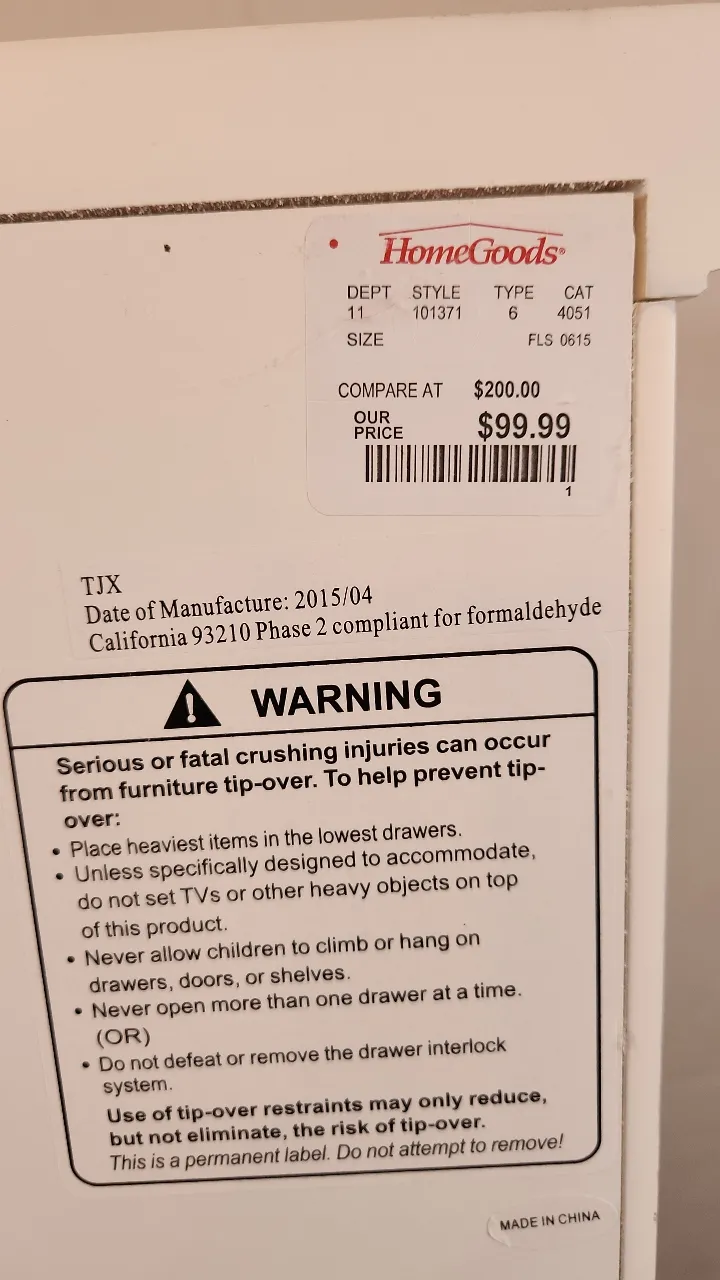 HomeGoods®
DEPT STYLE TYPE CAT
11 101371 6 4051
SIZE FLS 0615
COMPARE AT $200.00
OUR
PRICE $99.99
1
TJX
Date of Manufacture: 2015/04
California 93210 Phase 2 compliant for formaldehyde
WARNING
Serious or fatal crushing injuries can occur
from furniture tip-over. To help prevent tip-
over:
• Place heaviest items in the lowest drawers.
• Unless specifically designed to accommodate,
do not set TVs or other heavy objects on top
of this product.
• Never allow children to climb or hang on
drawers, doors, or shelves.
• Never open more than one drawer at a time.
(OR)
• Do not defeat or remove the drawer interlock
system.
Use of tip-over restraints may only reduce,
but not eliminate, the risk of tip-over.
This is a permanent label. Do not attempt to remove!
MADE IN CHINA